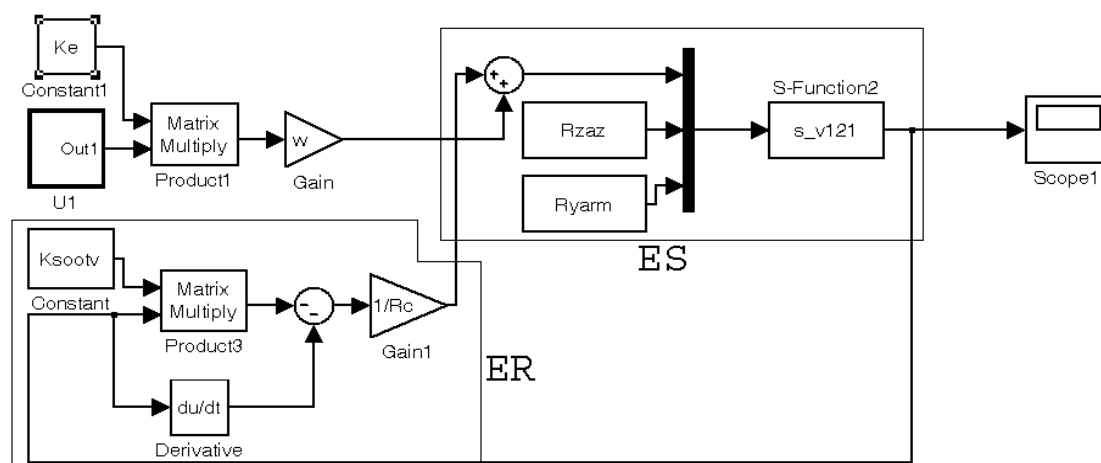 Ke
Constant1
Out1
U1
Matrix
Multiply
Product1
w
Gain
+
+
Rzaz
Ryarm
S-Function2
s_v121
Scope1
ES
Ksootv
Constant
Matrix
Multiply
Product3
-
-
1/Rc
Gain1
du/dt
Derivative
ER